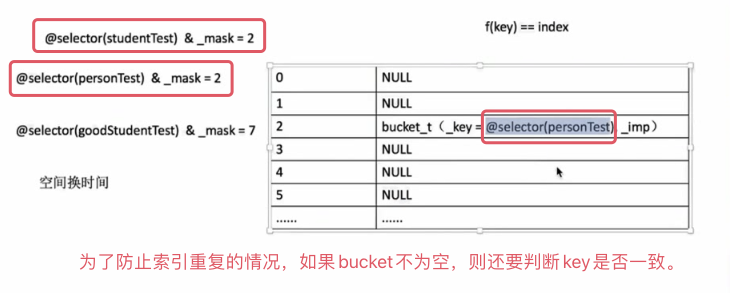 @selector(studentTest) & _mask = 2
f(key) == index
@selector(personTest) & _mask = 2
@selector(goodStudentTest) & _mask = 7
空间换时间
0 NULL
1 NULL
2 bucket_t（_key = @selector(personTest) _imp）
3 NULL
4 NULL
5 NULL
...... ......
为了防止索引重复的情况，如果bucket不为空，则还要判断key是否一致。